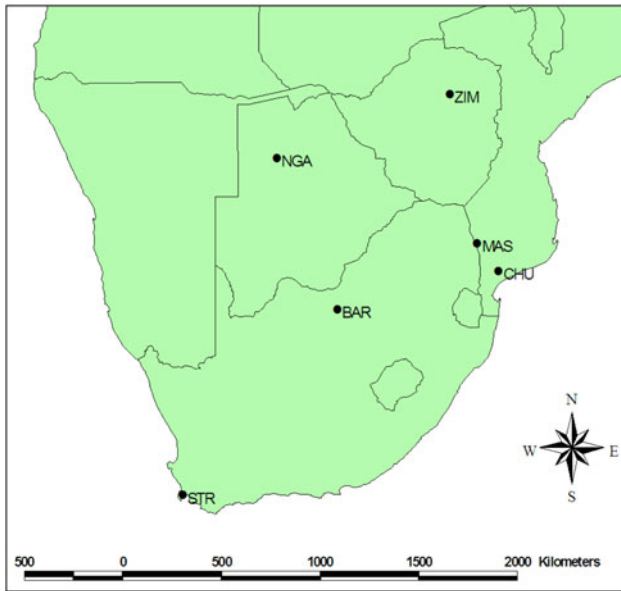 ZIM
NGA
MAS
CHU
BAR
N
W E
S
STR
500 0 500 1000 1500 2000 Kilometers